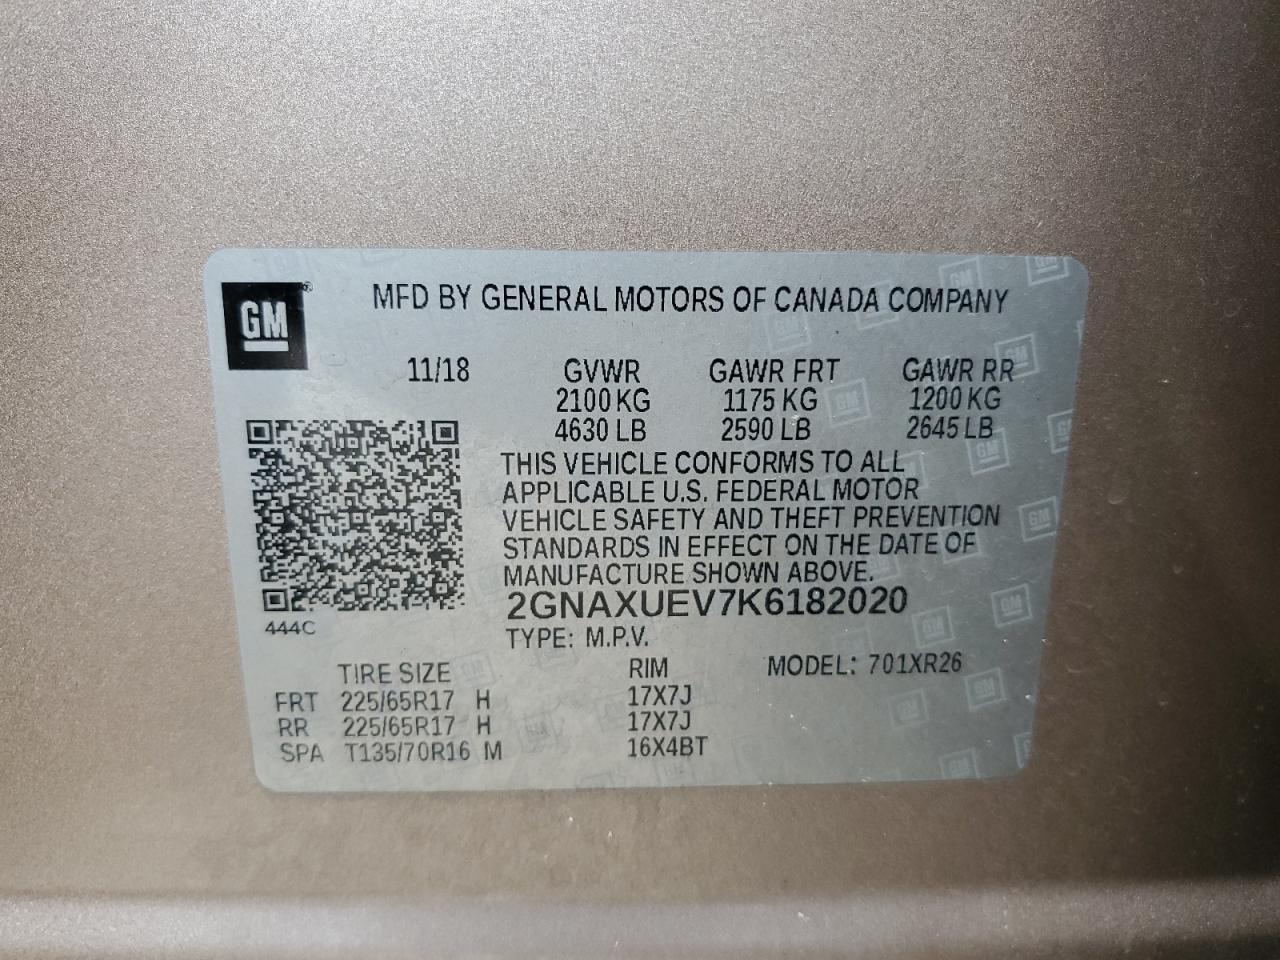 GM
MFD BY GENERAL MOTORS OF CANADA COMPANY
11/18 GVWR GAWR FRT GAWR RR
2100 KG 1175 KG 1200 KG
4630 LB 2590 LB 2645 LB
THIS VEHICLE CONFORMS TO ALL
APPLICABLE U.S. FEDERAL MOTOR
VEHICLE SAFETY AND THEFT PREVENTION
STANDARDS IN EFFECT ON THE DATE OF
MANUFACTURE SHOWN ABOVE.
2GNAXUEV7K6182020
444C
TYPE: M.P.V.
TIRE SIZE RIM MODEL: 701XR26
FRT 225/65R17 H 17X7J
RR 225/65R17 H 17X7J
SPA T135/70R16 M 16X4BT